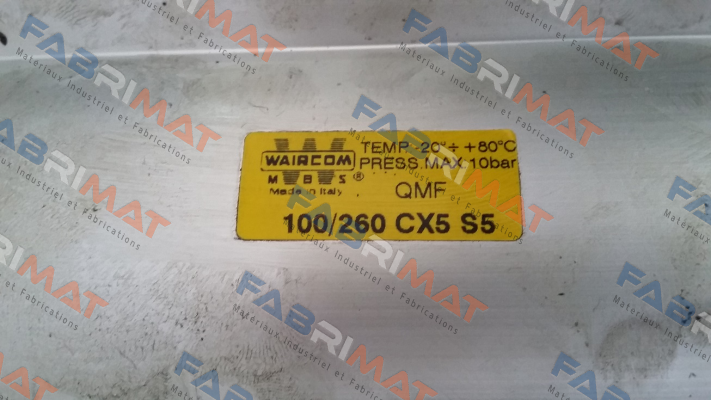 WAIRCOM
M B S ®
Made in Italy
TEMP. -20°÷ +80°C
PRESS. MAX. 10bar
QMF
100/260 CX5 S5
FABRIMAT
Matériaux Industriel et Fabrications